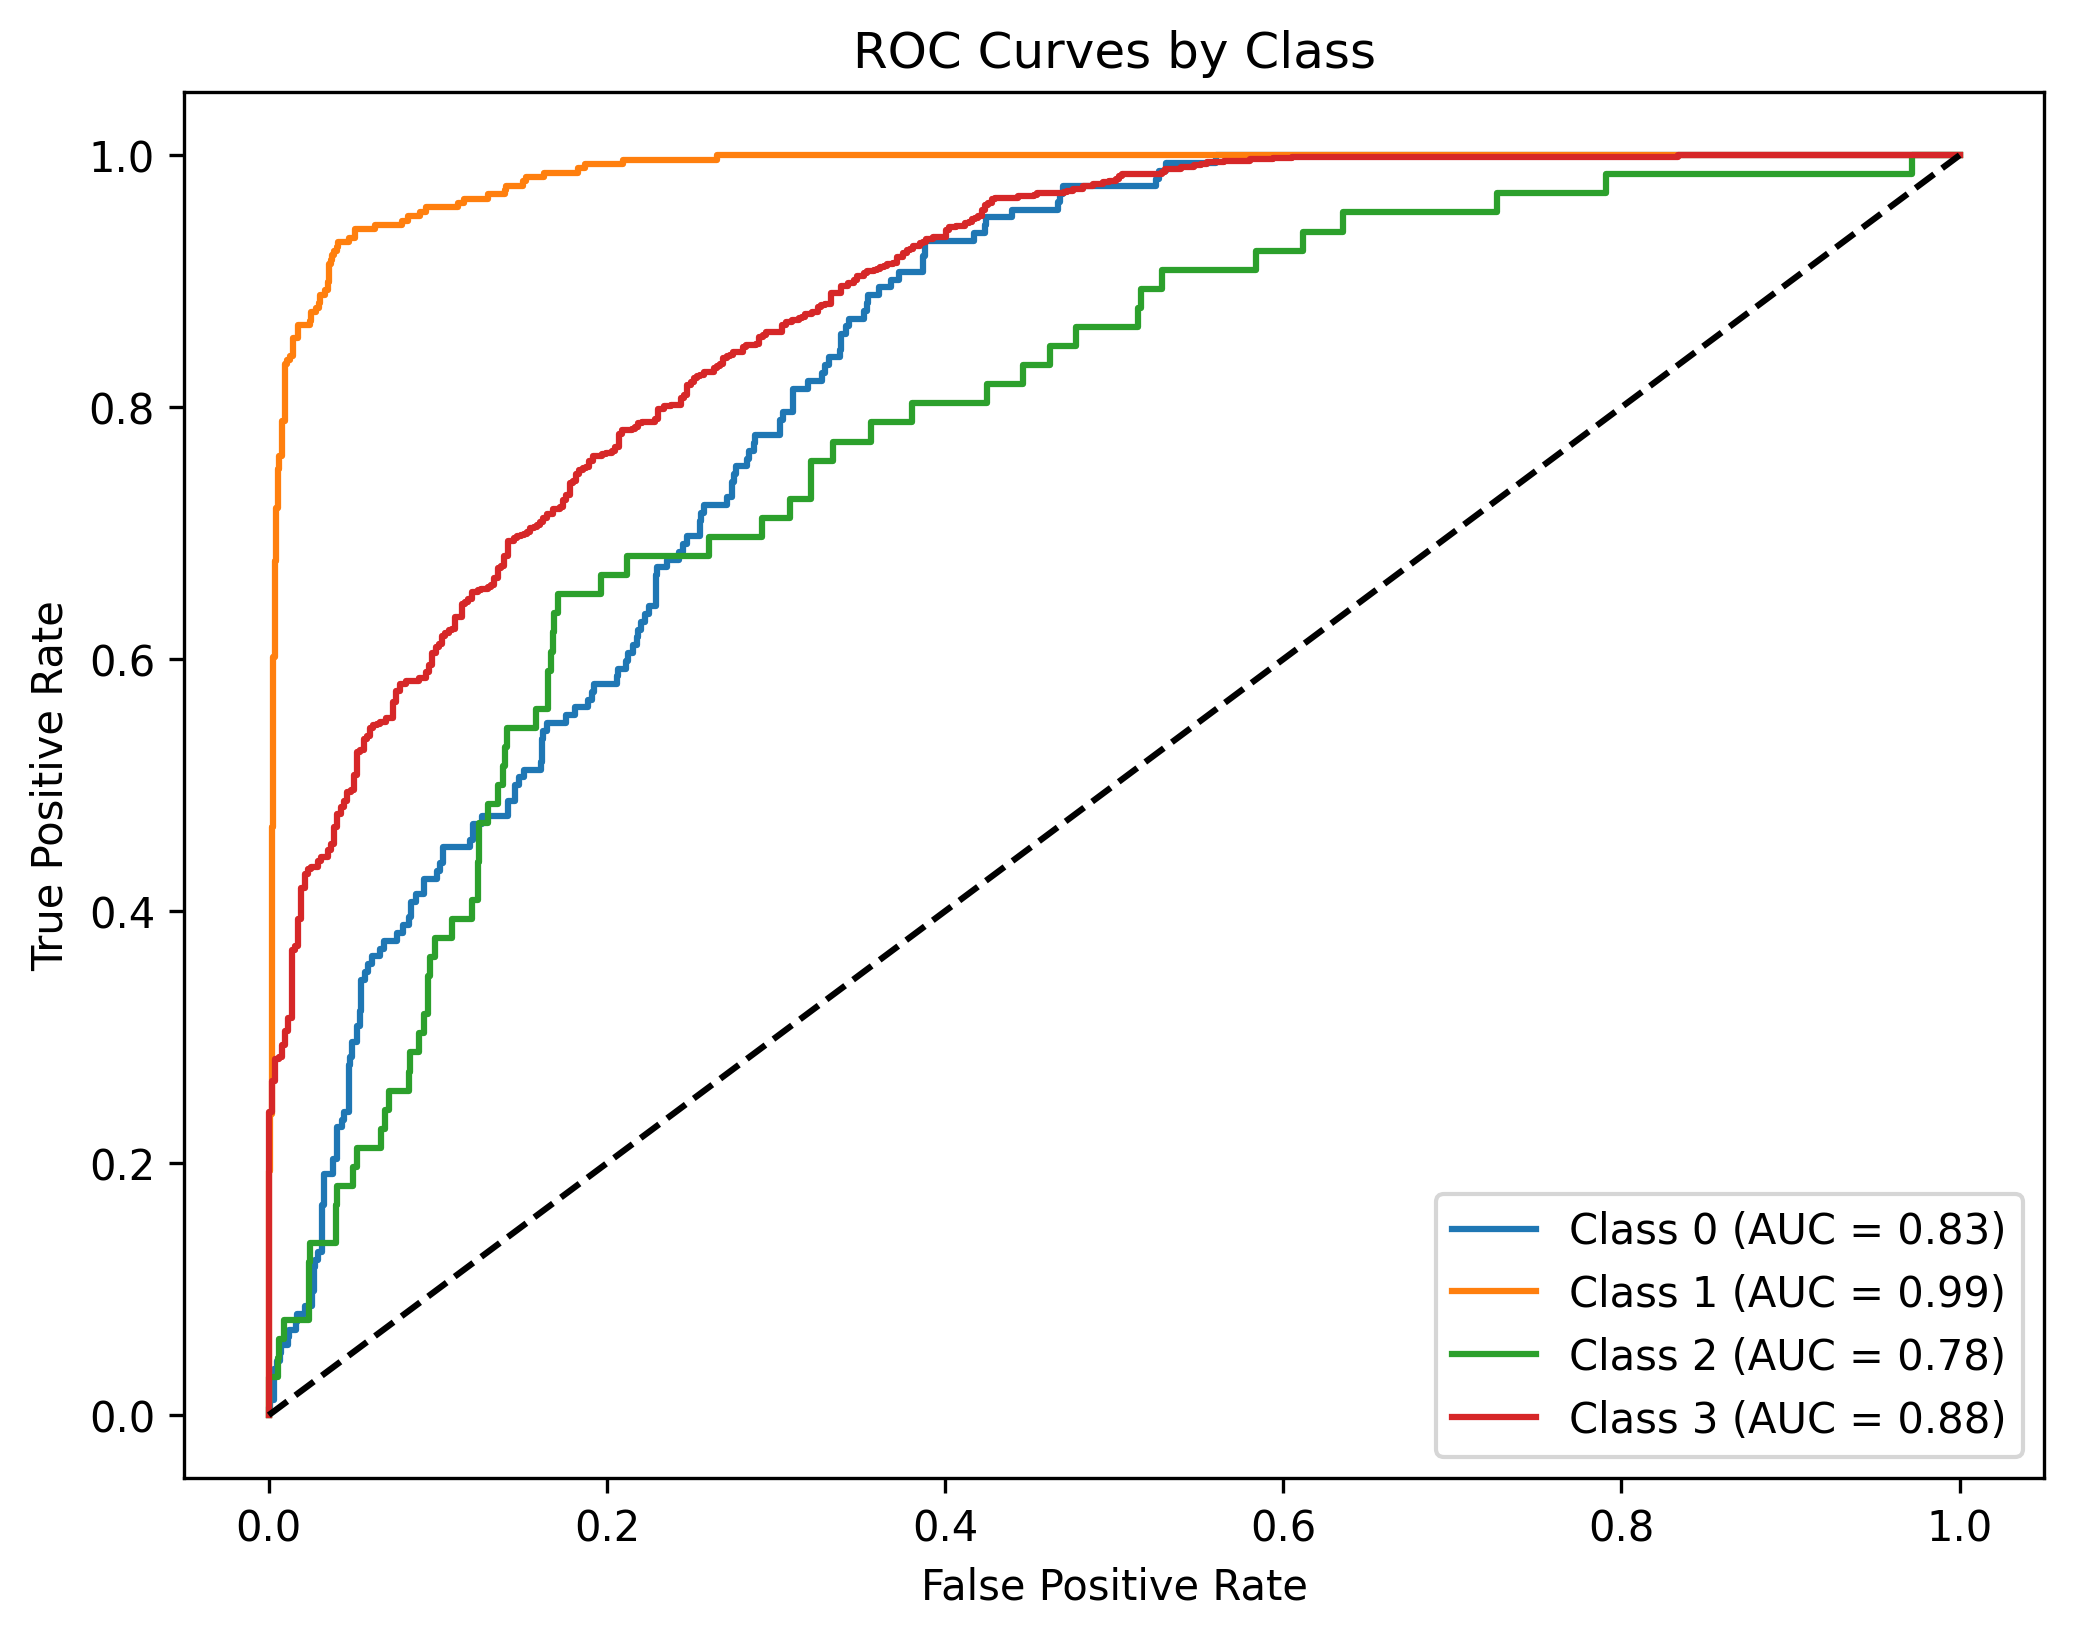 ROC Curves by Class
1.0
0.8
0.6
0.4
0.2
0.0
True Positive Rate
0.0 0.2 0.4 0.6 0.8 1.0
False Positive Rate
Class 0 (AUC = 0.83)
Class 1 (AUC = 0.99)
Class 2 (AUC = 0.78)
Class 3 (AUC = 0.88)